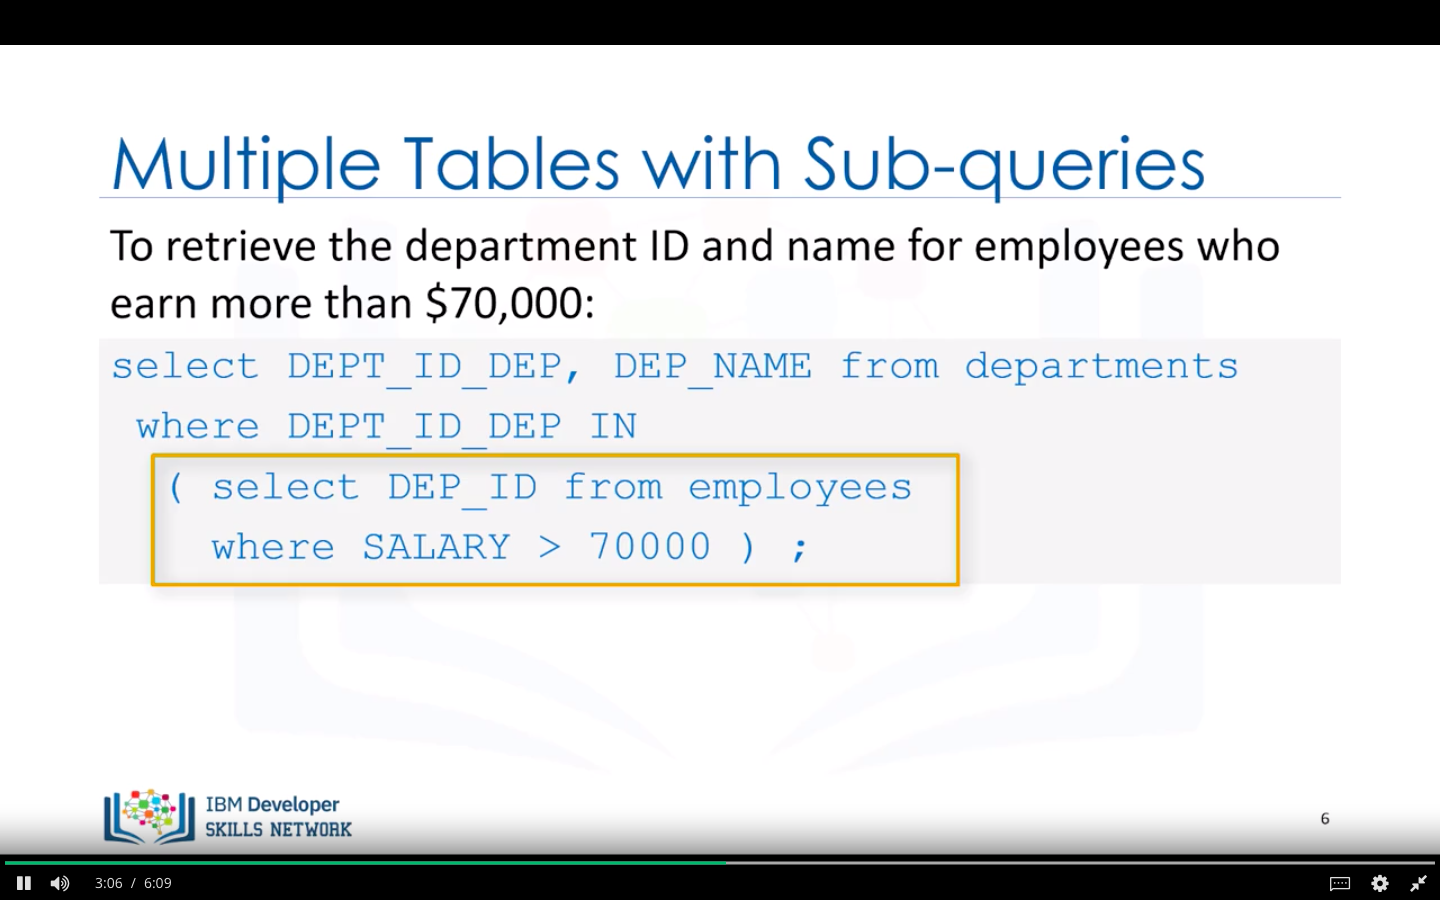 Multiple Tables with Sub-queries
To retrieve the department ID and name for employees who
earn more than $70,000:
select DEPT_ID_DEP, DEP_NAME from departments
where DEPT_ID_DEP IN
( select DEP_ID from employees
where SALARY > 70000 ) ;
IBM Developer
SKILLS NETWORK
6
3:06 / 6:09